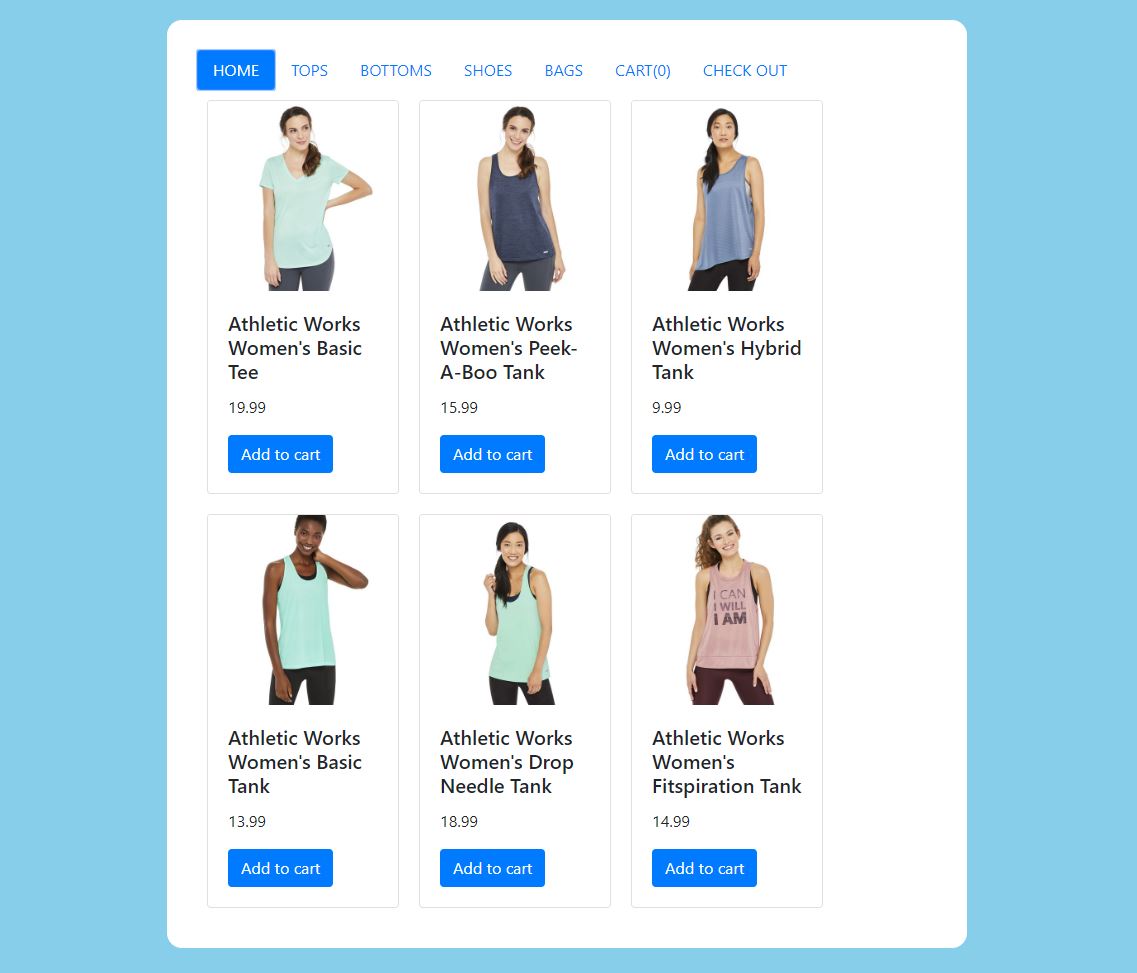 HOME TOPS BOTTOMS SHOES BAGS CART(0) CHECK OUT
Athletic Works
Women's Basic
Tee
19.99
Add to cart
Athletic Works
Women's Peek-
A-Boo Tank
15.99
Add to cart
Athletic Works
Women's Hybrid
Tank
9.99
Add to cart
Athletic Works
Women's Basic
Tank
13.99
Add to cart
Athletic Works
Women's Drop
Needle Tank
18.99
Add to cart
I CAN
I WILL
I AM
Athletic Works
Women's
Fitspiration Tank
14.99
Add to cart